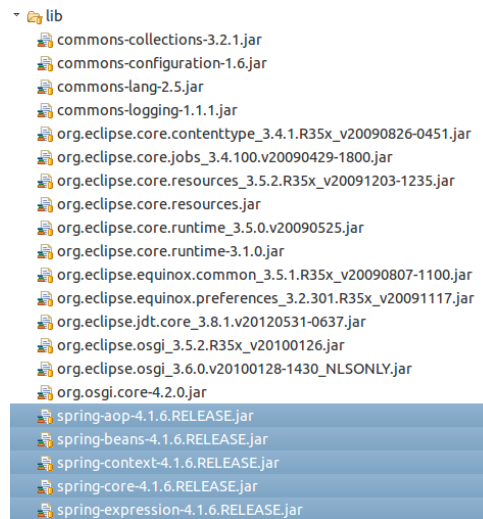 lib
commons-collections-3.2.1.jar
commons-configuration-1.6.jar
commons-lang-2.5.jar
commons-logging-1.1.1.jar
org.eclipse.core.contenttype_3.4.1.R35x_v20090826-0451.jar
org.eclipse.core.jobs_3.4.100.v20090429-1800.jar
org.eclipse.core.resources_3.5.2.R35x_v20091203-1235.jar
org.eclipse.core.resources.jar
org.eclipse.core.runtime_3.5.0.v20090525.jar
org.eclipse.core.runtime-3.1.0.jar
org.eclipse.equinox.common_3.5.1.R35x_v20090807-1100.jar
org.eclipse.equinox.preferences_3.2.301.R35x_v20091117.jar
org.eclipse.jdt.core_3.8.1.v20120531-0637.jar
org.eclipse.osgi_3.5.2.R35x_v20100126.jar
org.eclipse.osgi_3.6.0.v20100128-1430_NLSONLY.jar
org.osgi.core-4.2.0.jar
spring-aop-4.1.6.RELEASE.jar
spring-beans-4.1.6.RELEASE.jar
spring-context-4.1.6.RELEASE.jar
spring-core-4.1.6.RELEASE.jar
spring-expression-4.1.6.RELEASE.jar